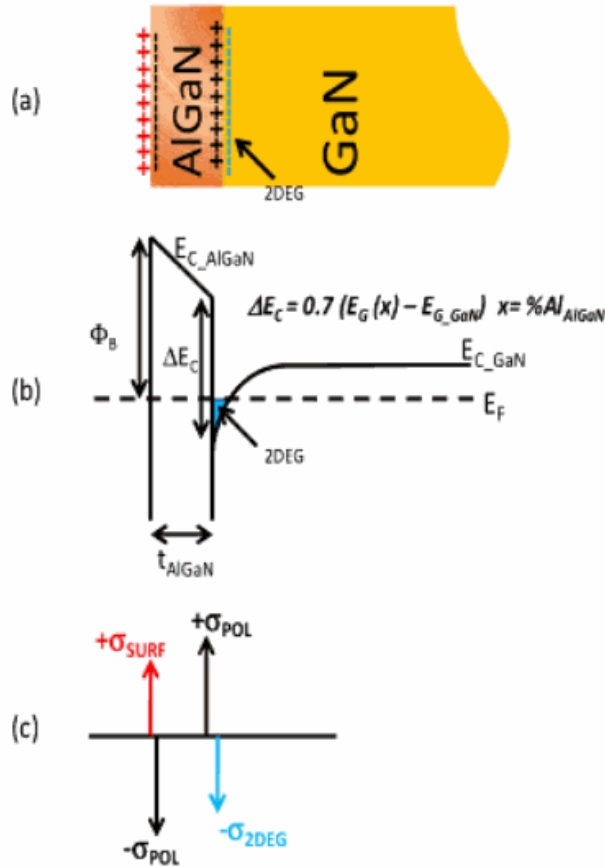 (a)
AlGaN
GaN
2DEG
(b)
E_C_AlGaN
Φ_B
ΔE_C = 0.7 (E_G (x) – E_G_GaN) x= %Al_AlGaN
ΔE_C
E_C_GaN
E_F
2DEG
t_AlGaN
(c)
+σ_SURF
+σ_POL
-σ_POL
-σ_2DEG